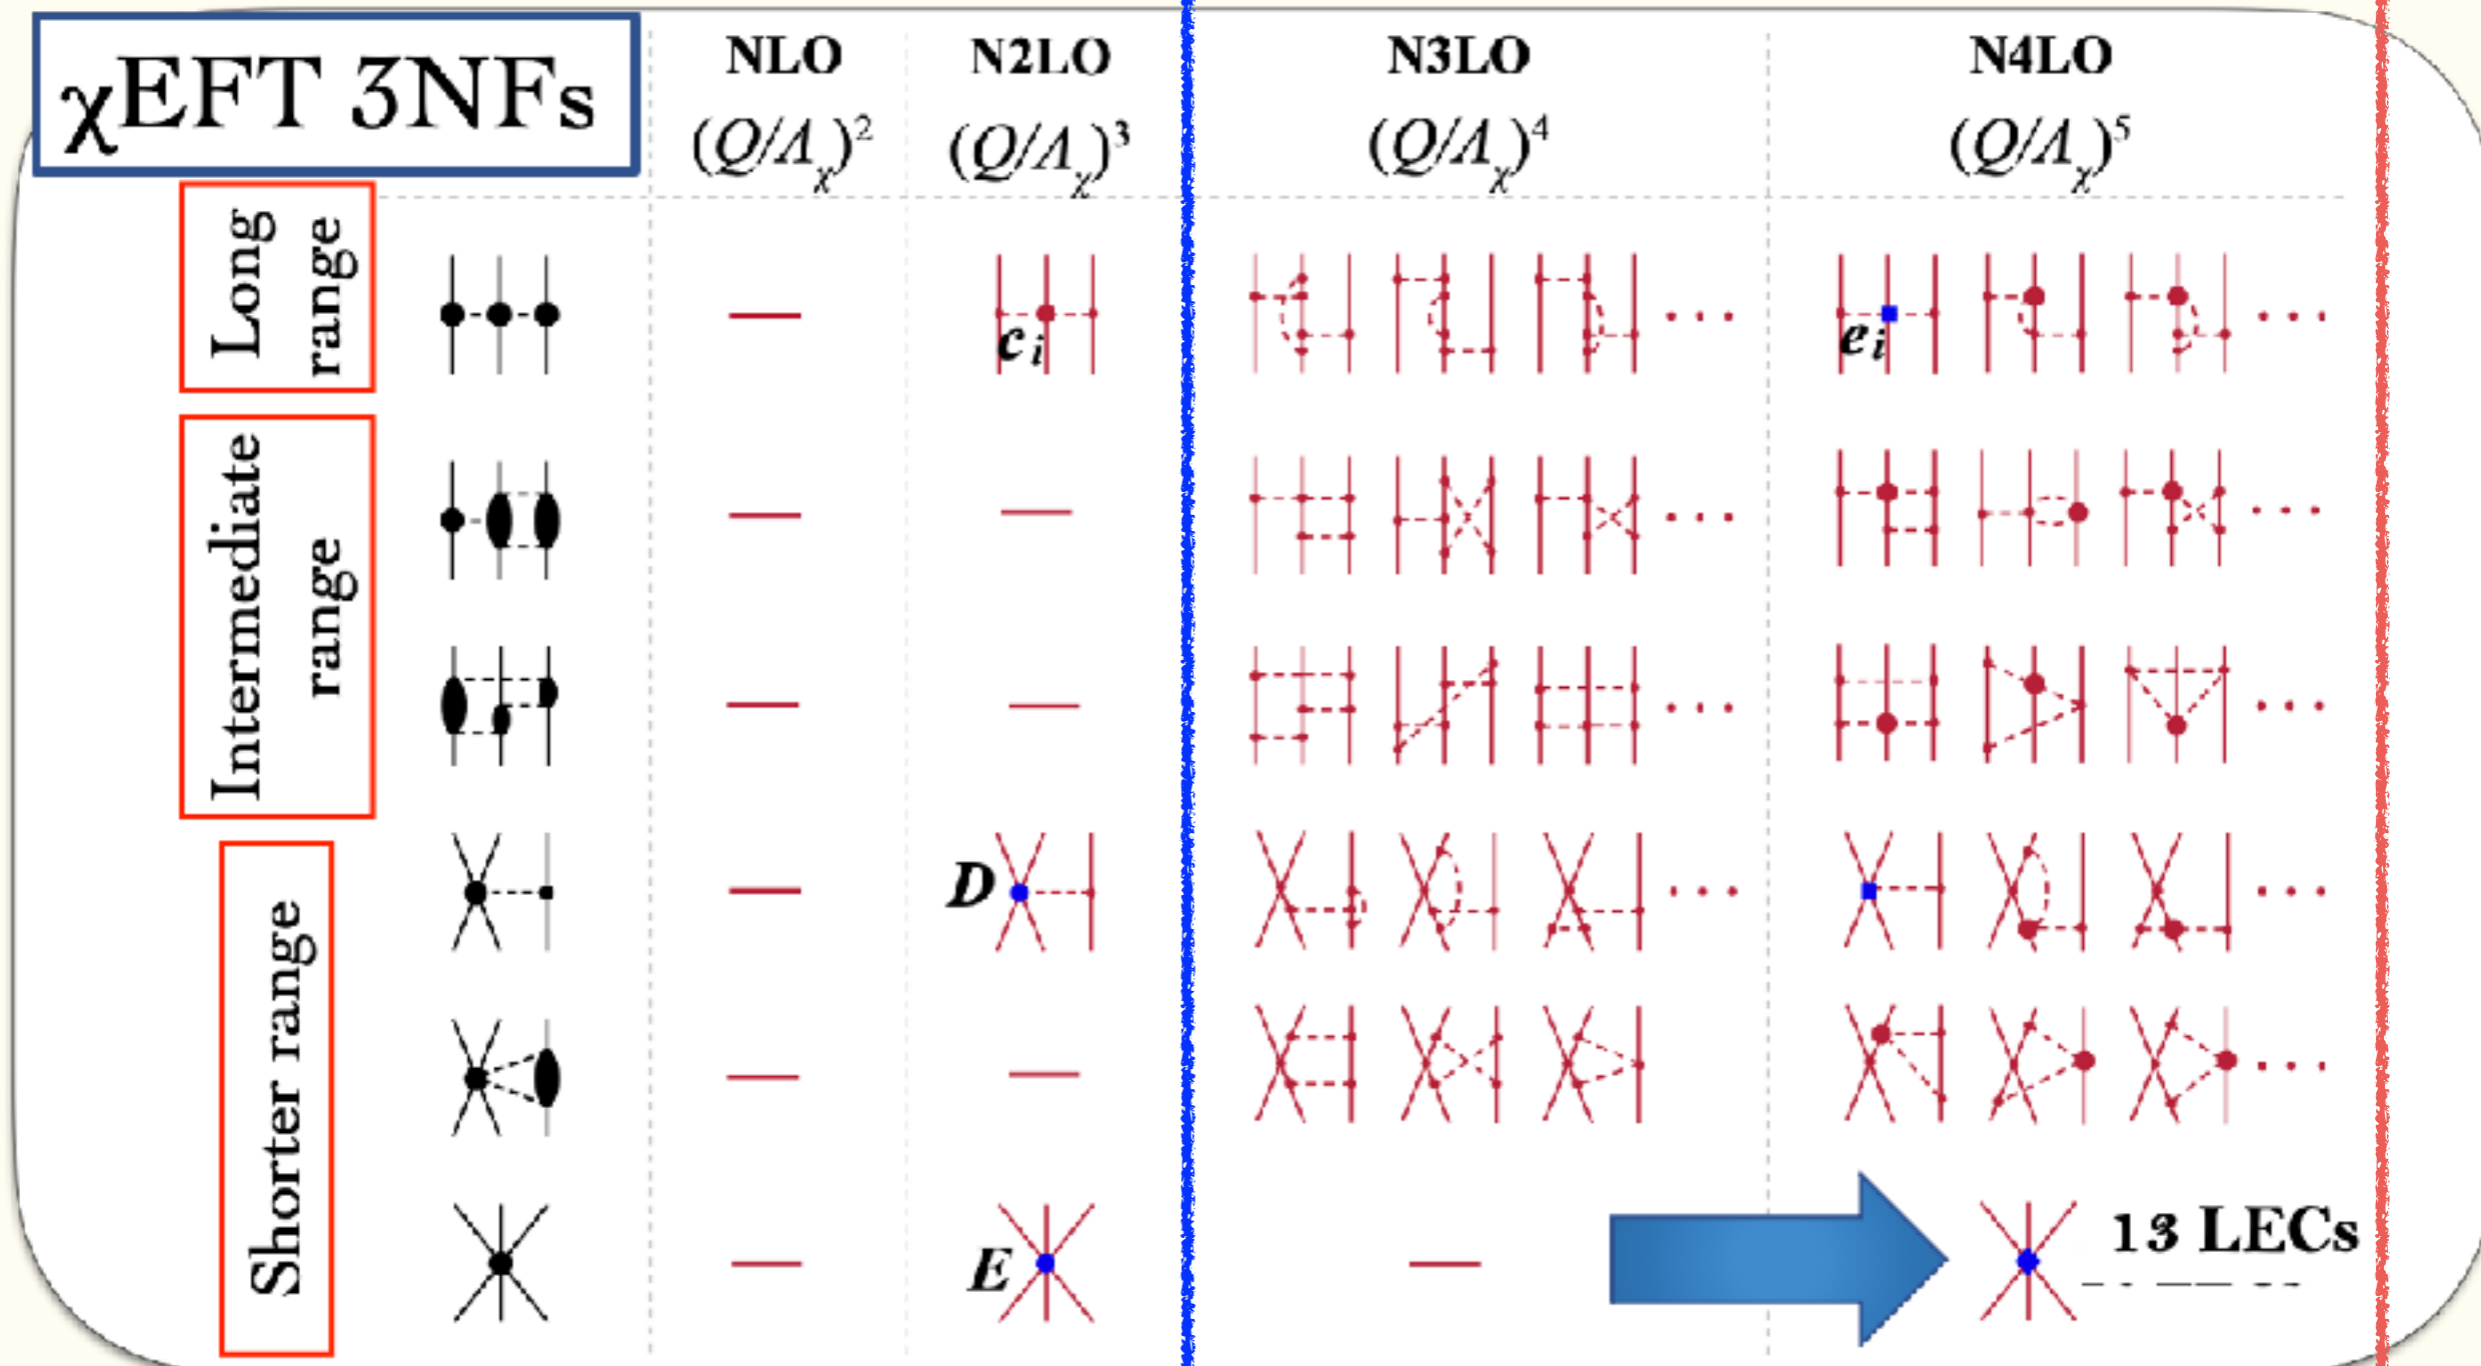 χEFT 3NFs
NLO
N2LO
N3LO
N4LO
(Q/Λχ)²
(Q/Λχ)³
(Q/Λχ)⁴
(Q/Λχ)⁵
Long
range
ci
ei
Intermediate
range
Shorter range
D
E
13 LECs